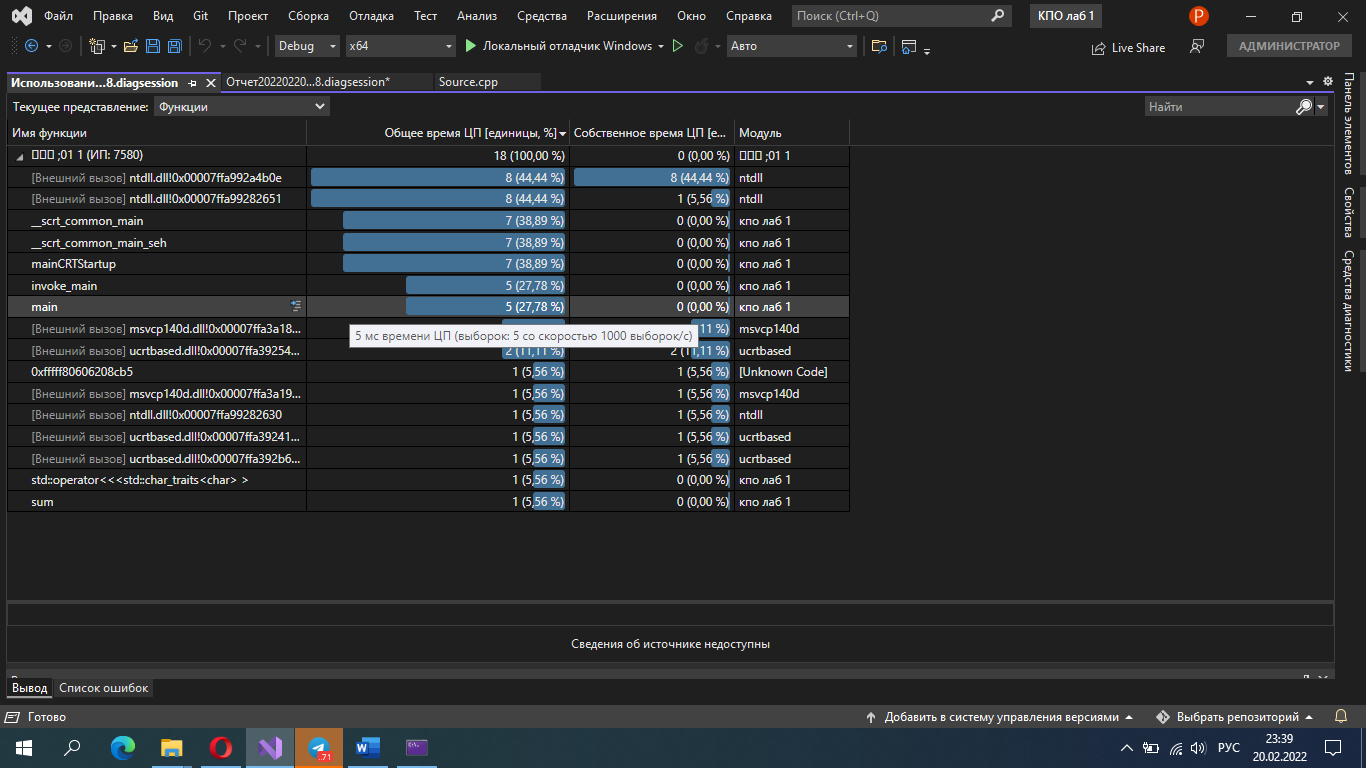 Файл Правка Вид Git Проект Сборка Отладка Тест Анализ Средства Расширения Окно Справка Поиск (Ctrl+Q) КПО лаб 1 P
Debug x64 Локальный отладчик Windows Авто Live Share АДМИНИСТРАТОР
Использовани...8.diagsession Отчет20220220...8.diagsession* Source.cpp
Текущее представление: Функции Найти
Имя функции Общее время ЦП [единицы, %] Собственное время ЦП [е... Модуль
;01 1 (ИП: 7580) 18 (100,00 %) 0 (0,00 %) ;01 1
[Внешний вызов] ntdll.dll!0x00007ffa992a4b0e 8 (44,44 %) 8 (44,44 %) ntdll
[Внешний вызов] ntdll.dll!0x00007ffa99282651 8 (44,44 %) 1 (5,56 %) ntdll
__scrt_common_main 7 (38,89 %) 0 (0,00 %) кпо лаб 1
__scrt_common_main_seh 7 (38,89 %) 0 (0,00 %) кпо лаб 1
mainCRTStartup 7 (38,89 %) 0 (0,00 %) кпо лаб 1
invoke_main 5 (27,78 %) 0 (0,00 %) кпо лаб 1
main 5 (27,78 %) 0 (0,00 %) кпо лаб 1
[Внешний вызов] msvcp140d.dll!0x00007ffa3a18... 11 %) msvcp140d
5 мс времени ЦП (выборок: 5 со скоростью 1000 выборок/с)
[Внешний вызов] ucrtbased.dll!0x00007ffa39254... 2 (11,11 %) 2 (11,11 %) ucrtbased
0xfffff80606208cb5 1 (5,56 %) 1 (5,56 %) [Unknown Code]
[Внешний вызов] msvcp140d.dll!0x00007ffa3a19... 1 (5,56 %) 1 (5,56 %) msvcp140d
[Внешний вызов] ntdll.dll!0x00007ffa99282630 1 (5,56 %) 1 (5,56 %) ntdll
[Внешний вызов] ucrtbased.dll!0x00007ffa39241... 1 (5,56 %) 1 (5,56 %) ucrtbased
[Внешний вызов] ucrtbased.dll!0x00007ffa392b6... 1 (5,56 %) 1 (5,56 %) ucrtbased
std::operator<<<std::char_traits<char> > 1 (5,56 %) 0 (0,00 %) кпо лаб 1
sum 1 (5,56 %) 0 (0,00 %) кпо лаб 1
Сведения об источнике недоступны
Вывод Список ошибок
Готово Добавить в систему управления версиями Выбрать репозиторий
Панель элементов
Свойства
Средства диагностики
..71 РУС 23:39
20.02.2022